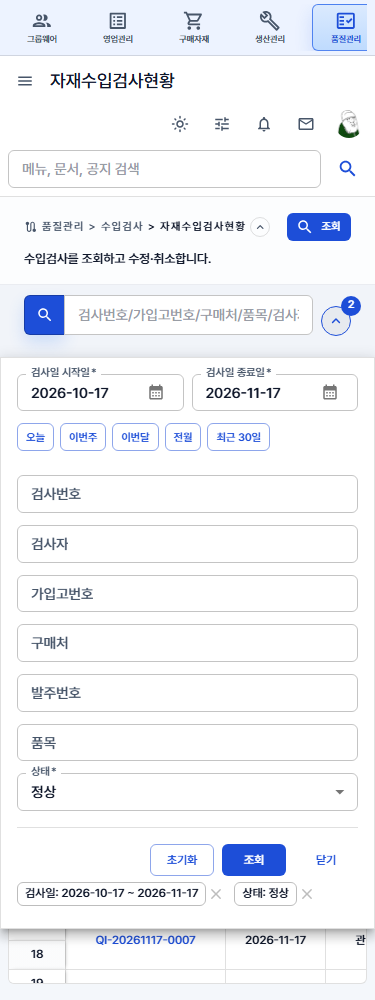 그룹웨어 영업관리 구매자재 생산관리 품질관리
자재수입검사현황
메뉴, 문서, 공지 검색
품질관리 > 수입검사 > 자재수입검사현황
조회
수입검사를 조회하고 수정·취소합니다.
검사번호/가입고번호/구매처/품목/검사
2
검사일 시작일 *
2026-10-17
검사일 종료일 *
2026-11-17
오늘 이번주 이번달 전월 최근 30일
검사번호
검사자
가입고번호
구매처
발주번호
품목
상태 *
정상
초기화 조회 닫기
검사일: 2026-10-17 ~ 2026-11-17 상태: 정상
18 QI-20261117-0007 2026-11-17 관
19